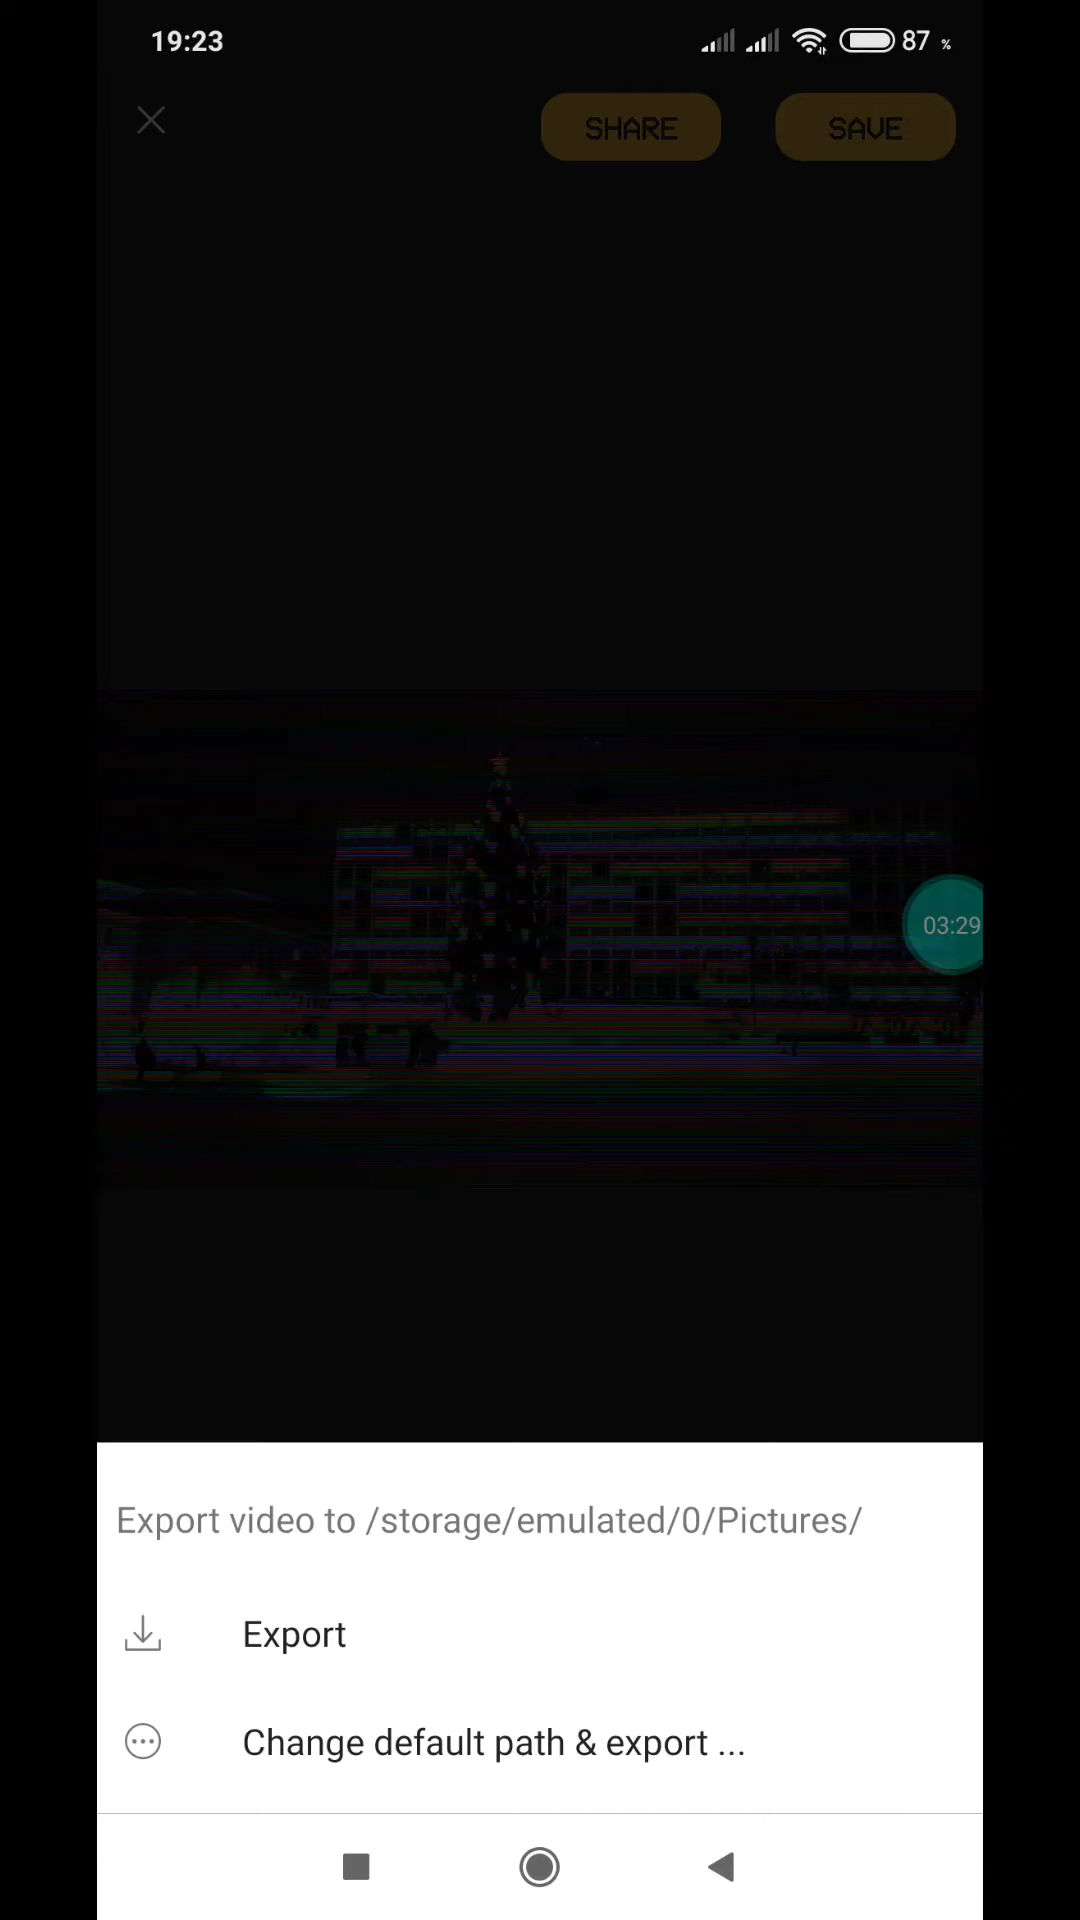 19:23
87 %
SHARE
SAVE
03:29
Export video to /storage/emulated/0/Pictures/
Export
Change default path & export ...